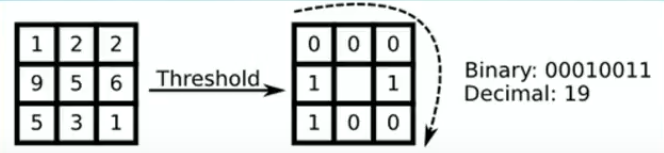 1 2 2
9 5 6
5 3 1
Threshold
0 0 0
1 1
1 0 0
Binary: 00010011
Decimal: 19